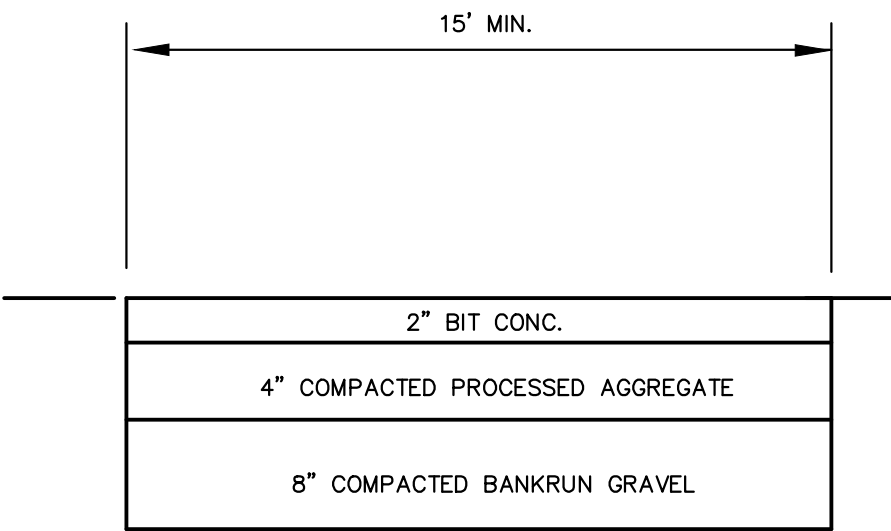 15' MIN.
2" BIT CONC.
4" COMPACTED PROCESSED AGGREGATE
8" COMPACTED BANKRUN GRAVEL